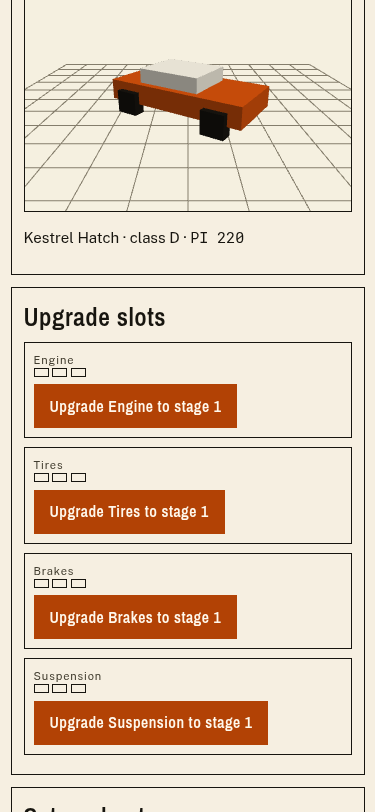 Kestrel Hatch · class D · PI 220
Upgrade slots
Engine
Upgrade Engine to stage 1
Tires
Upgrade Tires to stage 1
Brakes
Upgrade Brakes to stage 1
Suspension
Upgrade Suspension to stage 1